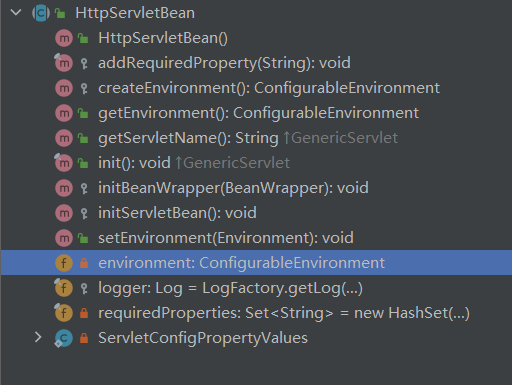 HttpServletBean
HttpServletBean()
addRequiredProperty(String): void
createEnvironment(): ConfigurableEnvironment
getEnvironment(): ConfigurableEnvironment
getServletName(): String ↑GenericServlet
init(): void ↑GenericServlet
initBeanWrapper(BeanWrapper): void
initServletBean(): void
setEnvironment(Environment): void
environment: ConfigurableEnvironment
logger: Log = LogFactory.getLog(...)
requiredProperties: Set<String> = new HashSet(...)
ServletConfigPropertyValues